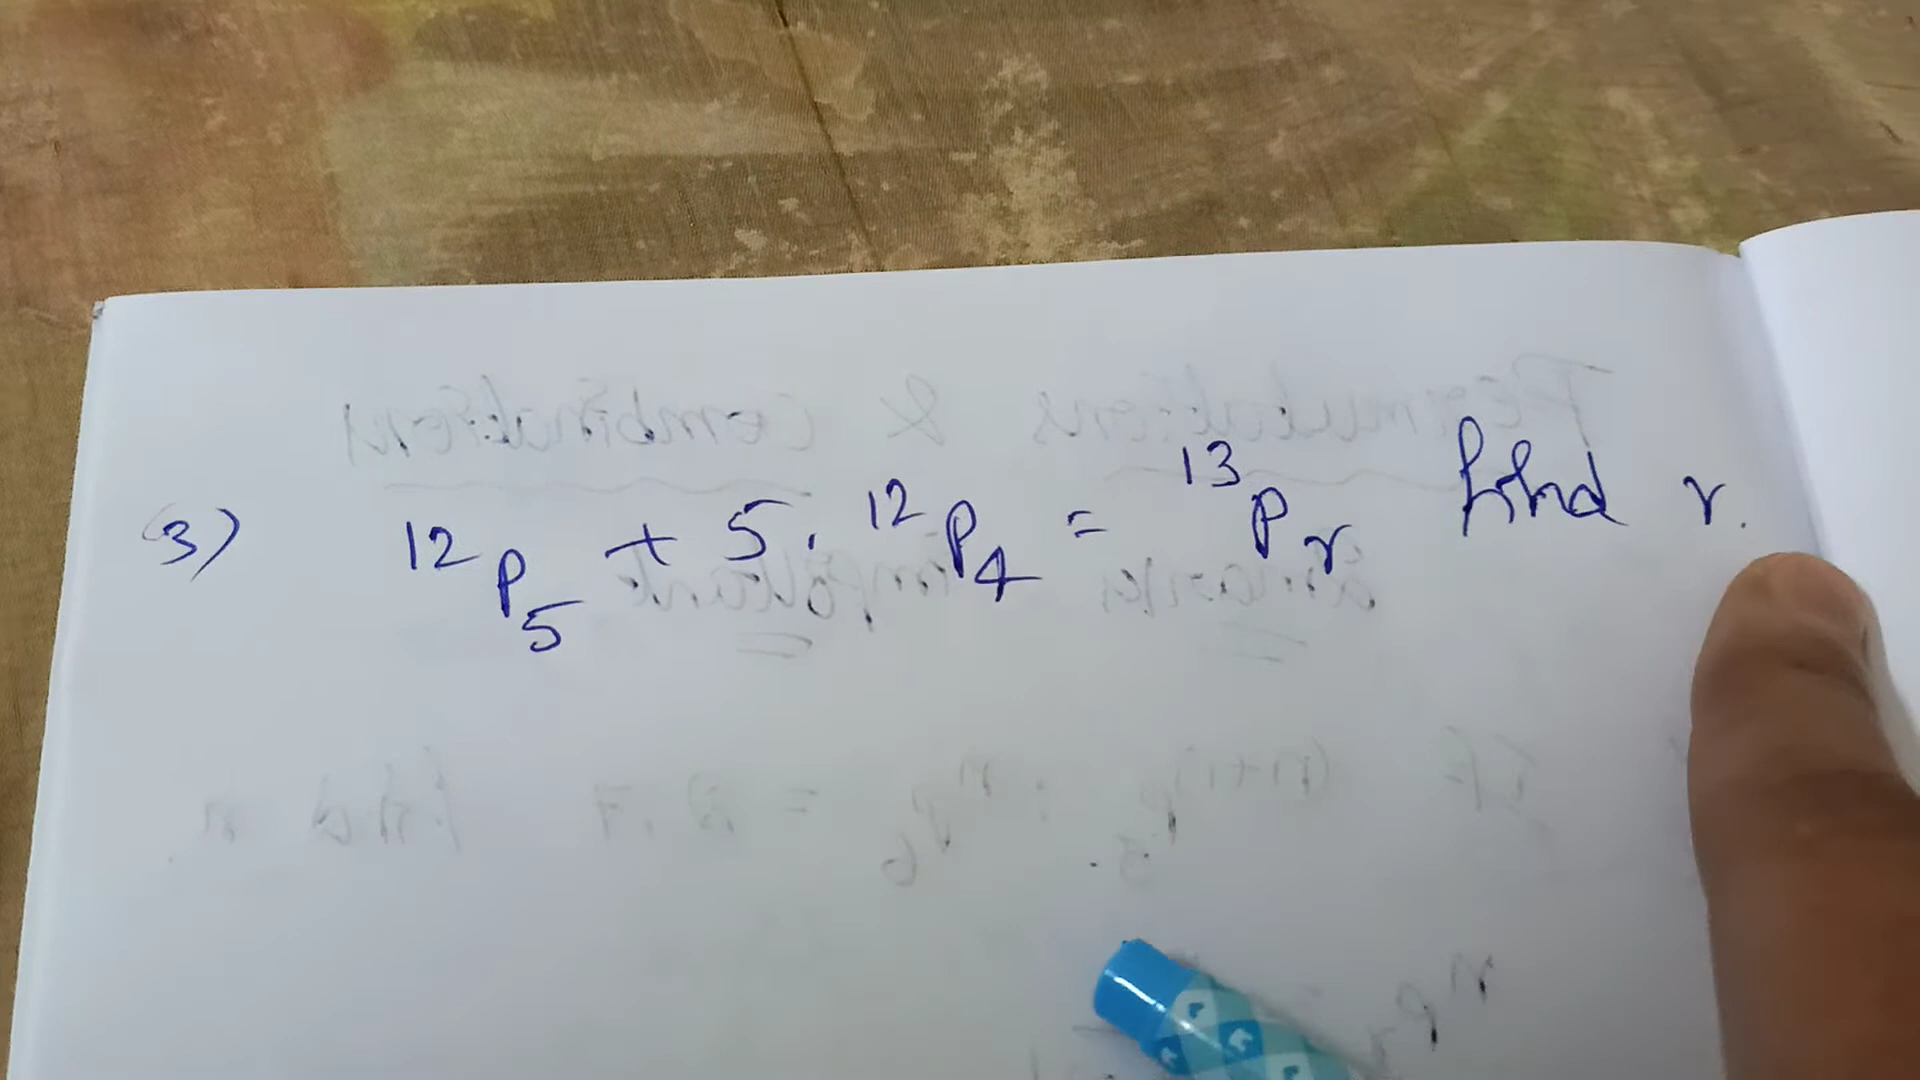 3) ¹²P₅ + 5 . ¹²P₄ = ¹³Pᵣ find r.